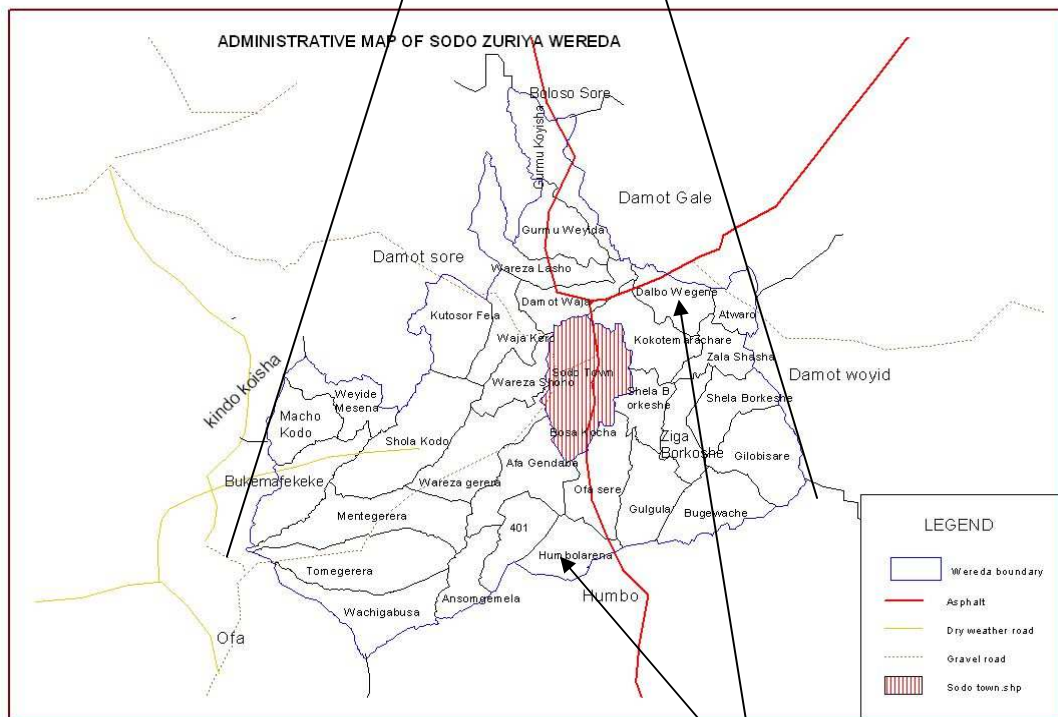 ADMINISTRATIVE MAP OF SODO ZURIYA WEREDA
Boloso Sore
Gurmu Koyisha
Damot Gale
Gurmu Weyida
Damot sore
Wareza Lasho
Dalbo Wegene
Damot Waja
Kutosor Fela
Atwaro
Waja Kero
Kokotemarachare
Zala Shasha
Sodo Town
Damot woyid
kindo koisha
Wareza Shoho
Weyide
Mesena
Shela B
orkeshe
Shela Borkeshe
Macho
Kodo
Shola Kodo
Bosa Kocha
Ziga
Borkoshe
Gilobisare
Afa Gendaba
Bukemafekeke
Wareza gerera
Ofa sere
Mentegerera
Gulgula
Bugewache
401
Humbolarena
Tomegerera
Ansomgemela
Humbo
Wachigabusa
Ofa
LEGEND
Wereda boundary
Asphalt
Dry weather road
Gravel road
Sodo town.shp